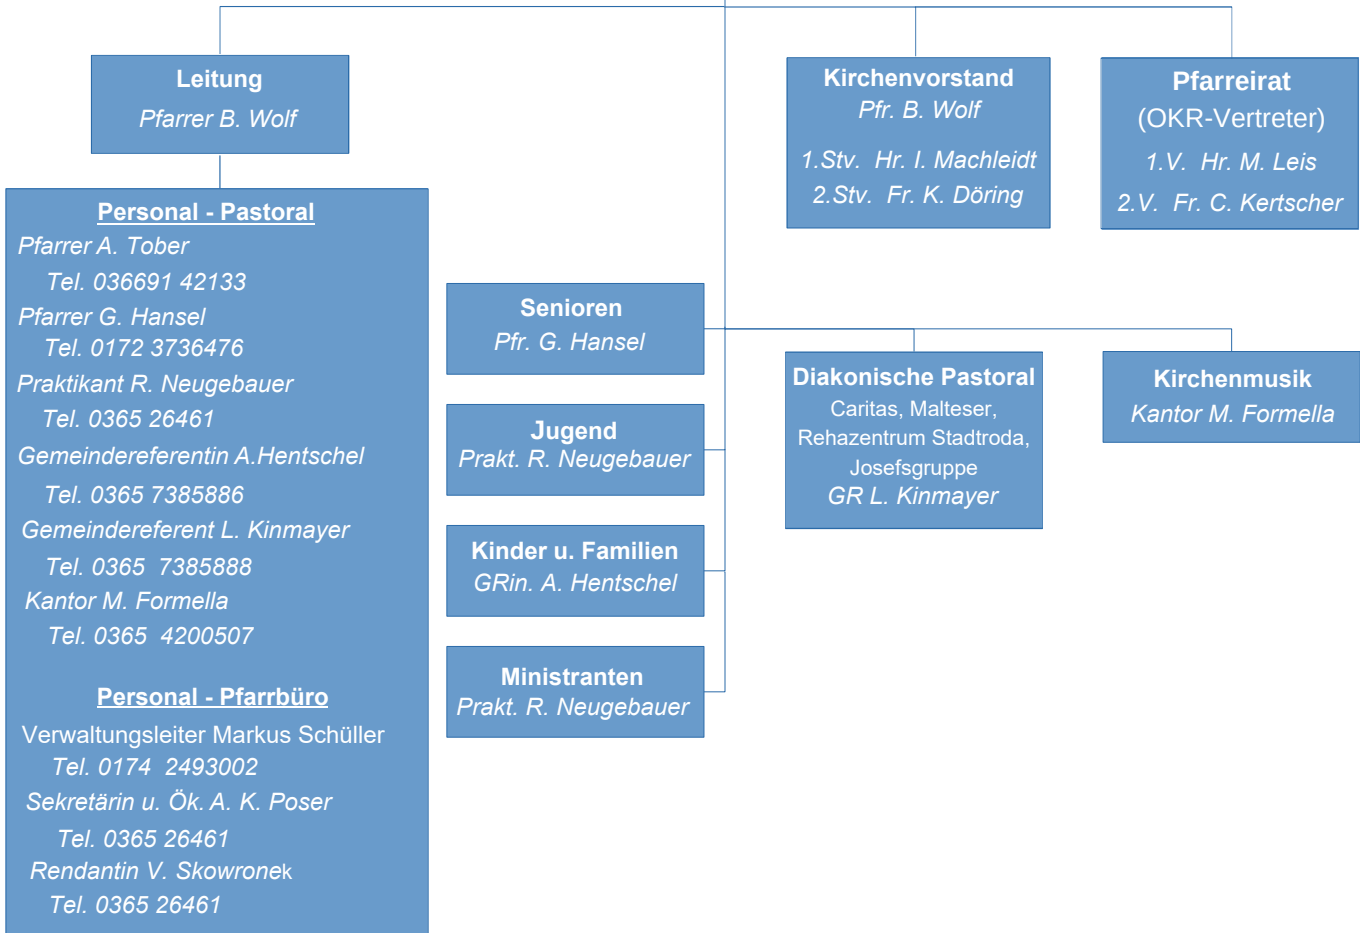 Leitung
Pfarrer B. Wolf
Kirchenvorstand
Pfr. B. Wolf
1.Stv. Hr. I. Machleidt
2.Stv. Fr. K. Döring
Pfarreirat
(OKR-Vertreter)
1.V. Hr. M. Leis
2.V. Fr. C. Kertscher
Personal - Pastoral
Pfarrer A. Tober
Tel. 036691 42133
Pfarrer G. Hansel
Tel. 0172 3736476
Praktikant R. Neugebauer
Tel. 0365 26461
Gemeindereferentin A.Hentschel
Tel. 0365 7385886
Gemeindereferent L. Kinmayer
Tel. 0365 7385888
Kantor M. Formella
Tel. 0365 4200507
Personal - Pfarrbüro
Verwaltungsleiter Markus Schüller
Tel. 0174 2493002
Sekretärin u. Ök. A. K. Poser
Tel. 0365 26461
Rendantin V. Skowronek
Tel. 0365 26461
Senioren
Pfr. G. Hansel
Jugend
Prakt. R. Neugebauer
Kinder u. Familien
GRin. A. Hentschel
Ministranten
Prakt. R. Neugebauer
Diakonische Pastoral
Caritas, Malteser,
Rehazentrum Stadtroda,
Josefsgruppe
GR L. Kinmayer
Kirchenmusik
Kantor M. Formella